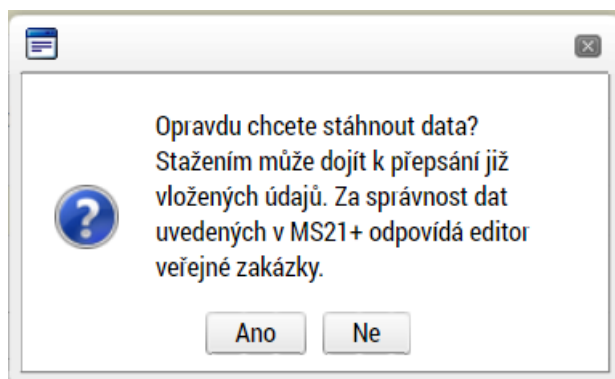 Opravdu chcete stáhnout data?
Stažením může dojít k přepsání již
vložených údajů. Za správnost dat
uvedených v MS21+ odpovídá editor
veřejné zakázky.
Ano Ne